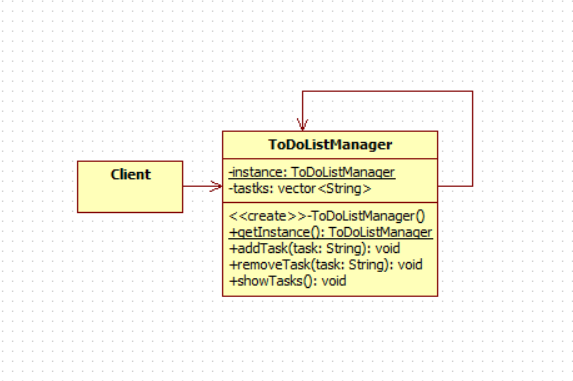 Client
ToDoListManager
-instance: ToDoListManager
-tastks: vector<String>
<<create>>-ToDoListManager()
+getInstance(): ToDoListManager
+addTask(task: String): void
+removeTask(task: String): void
+showTasks(): void